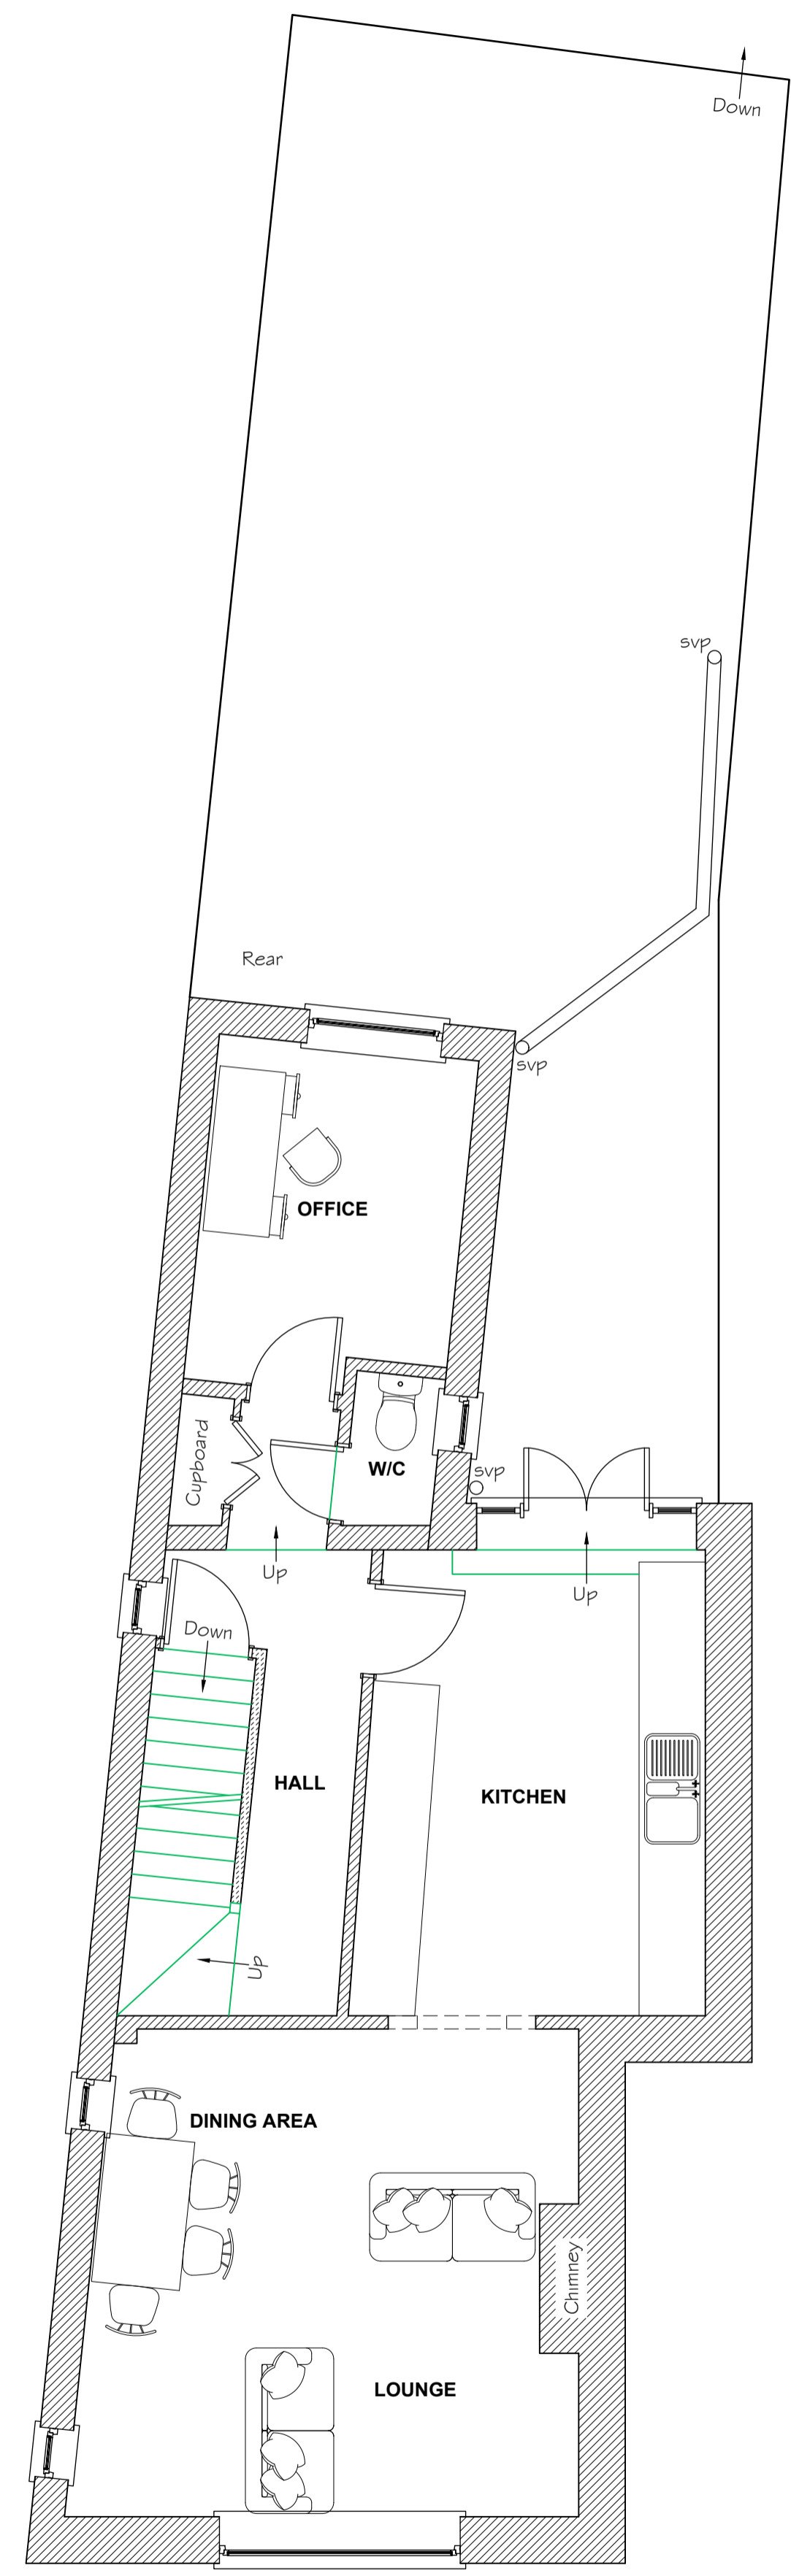 Down
svp
Rear
svp
OFFICE
Cupboard
W/C
svp
Up
Up
Down
HALL
KITCHEN
Up
DINING AREA
Chimney
LOUNGE